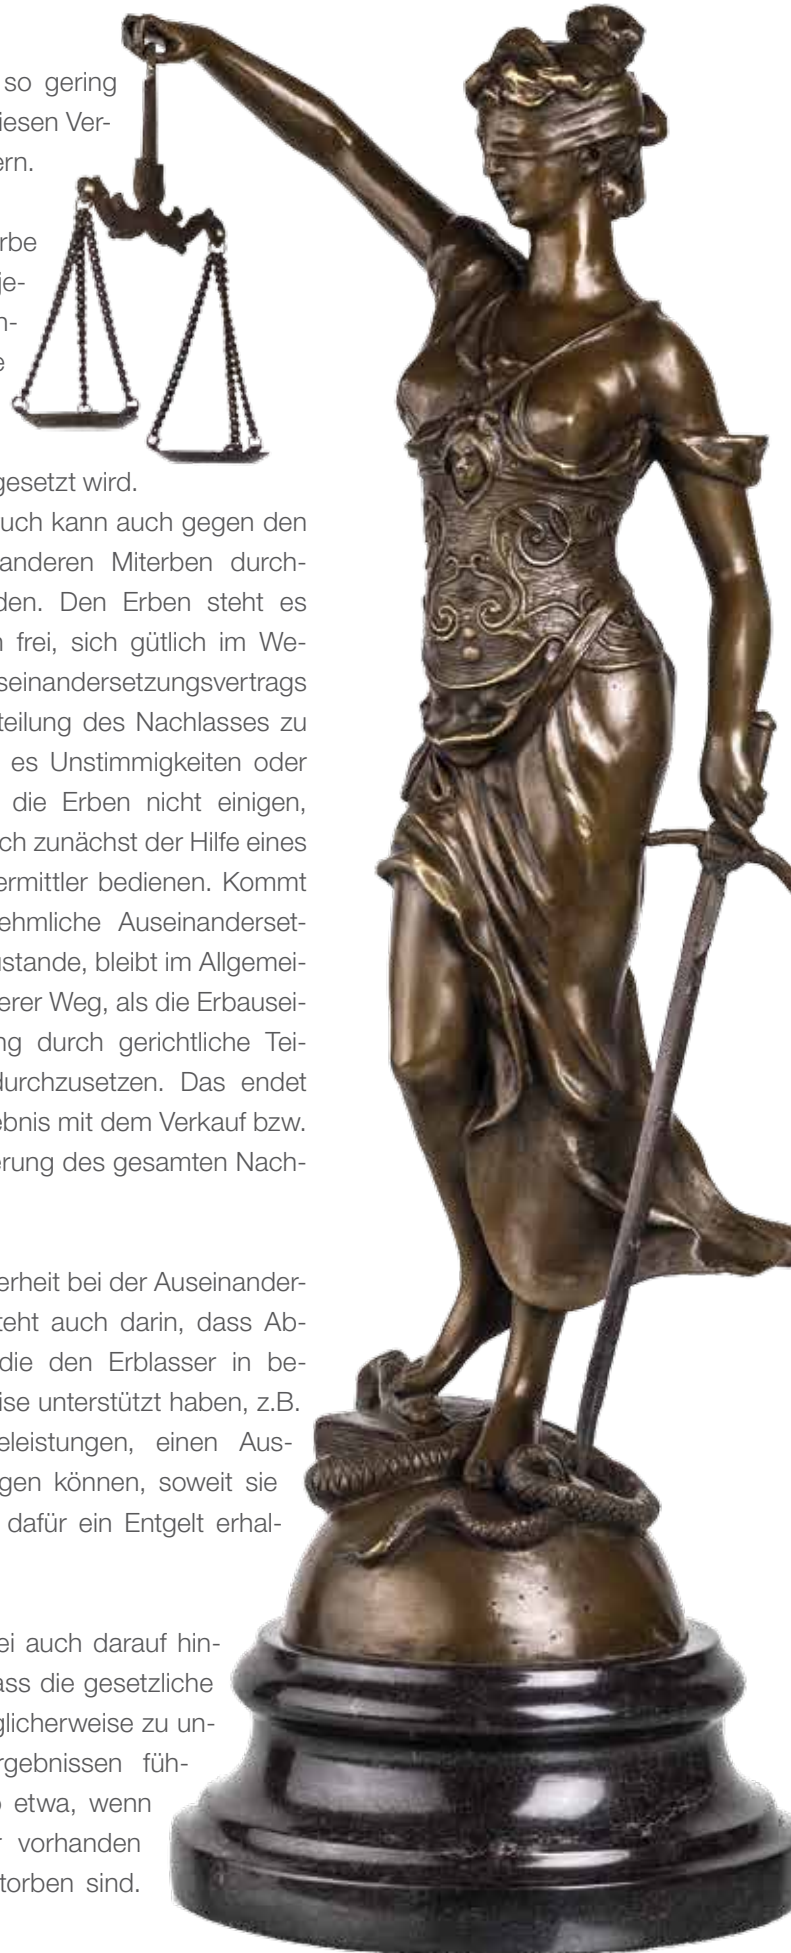 so gering
iesen Ver-
ern.
rbe
je-
n-
e
gesetzt wird.
uch kann auch gegen den
anderen Miterben durch-
den. Den Erben steht es
n frei, sich gütlich im We-
seinandersetzungsvertrags
teilung des Nachlasses zu
es Unstimmigkeiten oder
die Erben nicht einigen,
ch zunächst der Hilfe eines
ermittler bedienen. Kommt
ehmliche Auseinanderset-
ustande, bleibt im Allgemei-
erer Weg, als die Erbausei-
ng durch gerichtliche Tei-
durchzusetzen. Das endet
ebnis mit dem Verkauf bzw.
erung des gesamten Nach-
erheit bei der Auseinander-
teht auch darin, dass Ab-
die den Erblasser in be-
ise unterstützt haben, z.B.
eleistungen, einen Aus-
gen können, soweit sie
dafür ein Entgelt erhal-
ei auch darauf hin-
ass die gesetzliche
glicherweise zu un-
rgebnissen füh-
o etwa, wenn
r vorhanden
torben sind.